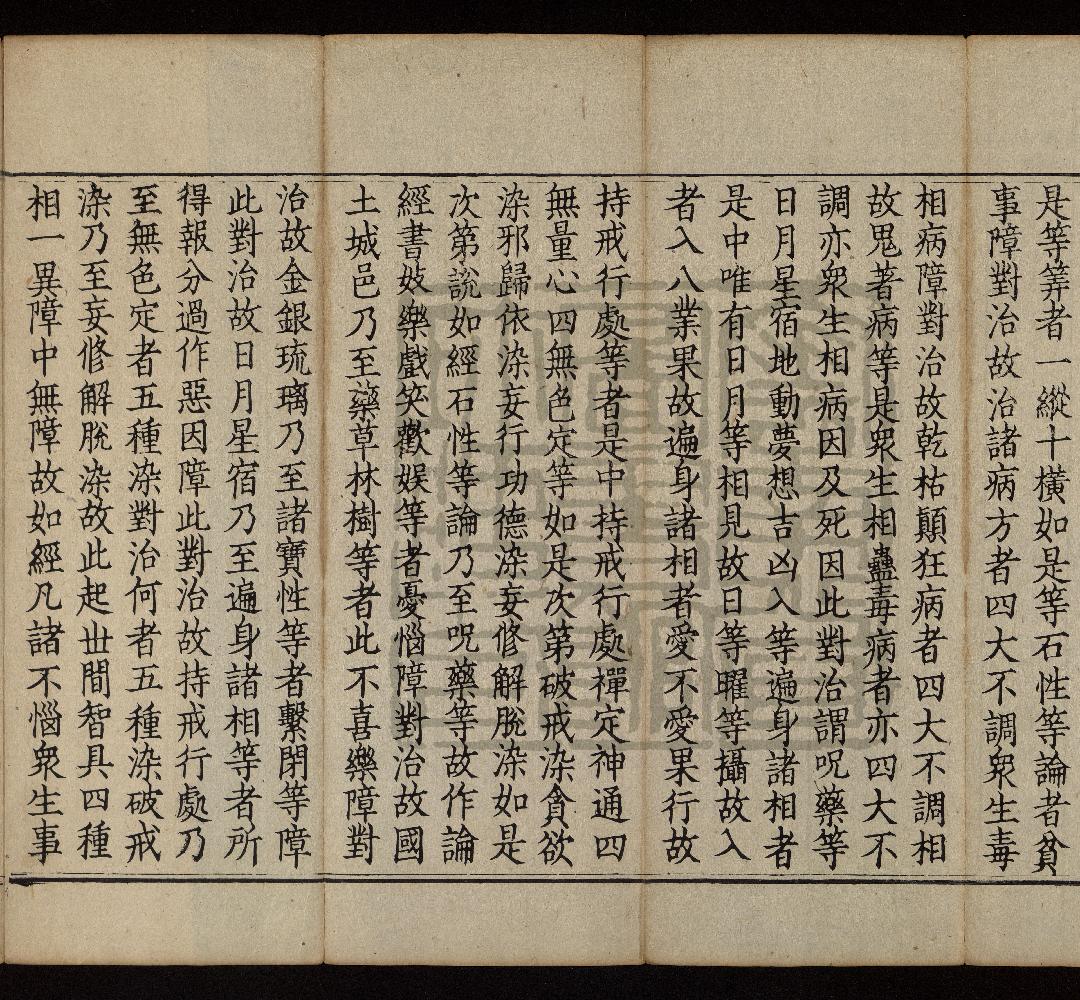 是等筭者一縱十橫如是等石性等論者貧
事障對治故治諸病方者四大不調衆生毒
相病障對治故乾枯顛狂病者四大不調相
故鬼著病等是衆生相蠱毒病者亦四大不
調亦衆生相病因及死因此對治謂呪藥等
日月星宿地動夢想吉凶入等遍身諸相者
是中唯有日月等相見故日等曜等攝故入
者入八業果故遍身諸相者愛不愛果行故
持戒行處等者是中持戒行處禪定神通四
無量心四無色定等如是次第破戒染貪欲
染邪歸依染妄行功德染妄修解脫染如是
次第說如經石性等論乃至呪藥等故作論
經書妓樂戲笑歡娛等者憂惱障對治故國
土城邑乃至藥草林樹等者此不喜樂障對
治故金銀琉璃乃至諸寶性等者繫閉等障
此對治故日月星宿乃至遍身諸相等者所
得報分過作惡因障此對治故持戒行處乃
至無色定者五種染對治何者五種染破戒
染乃至妄修解脫染故此起世間智具四種
相一異障中無障故如經凡諸不惱衆生事